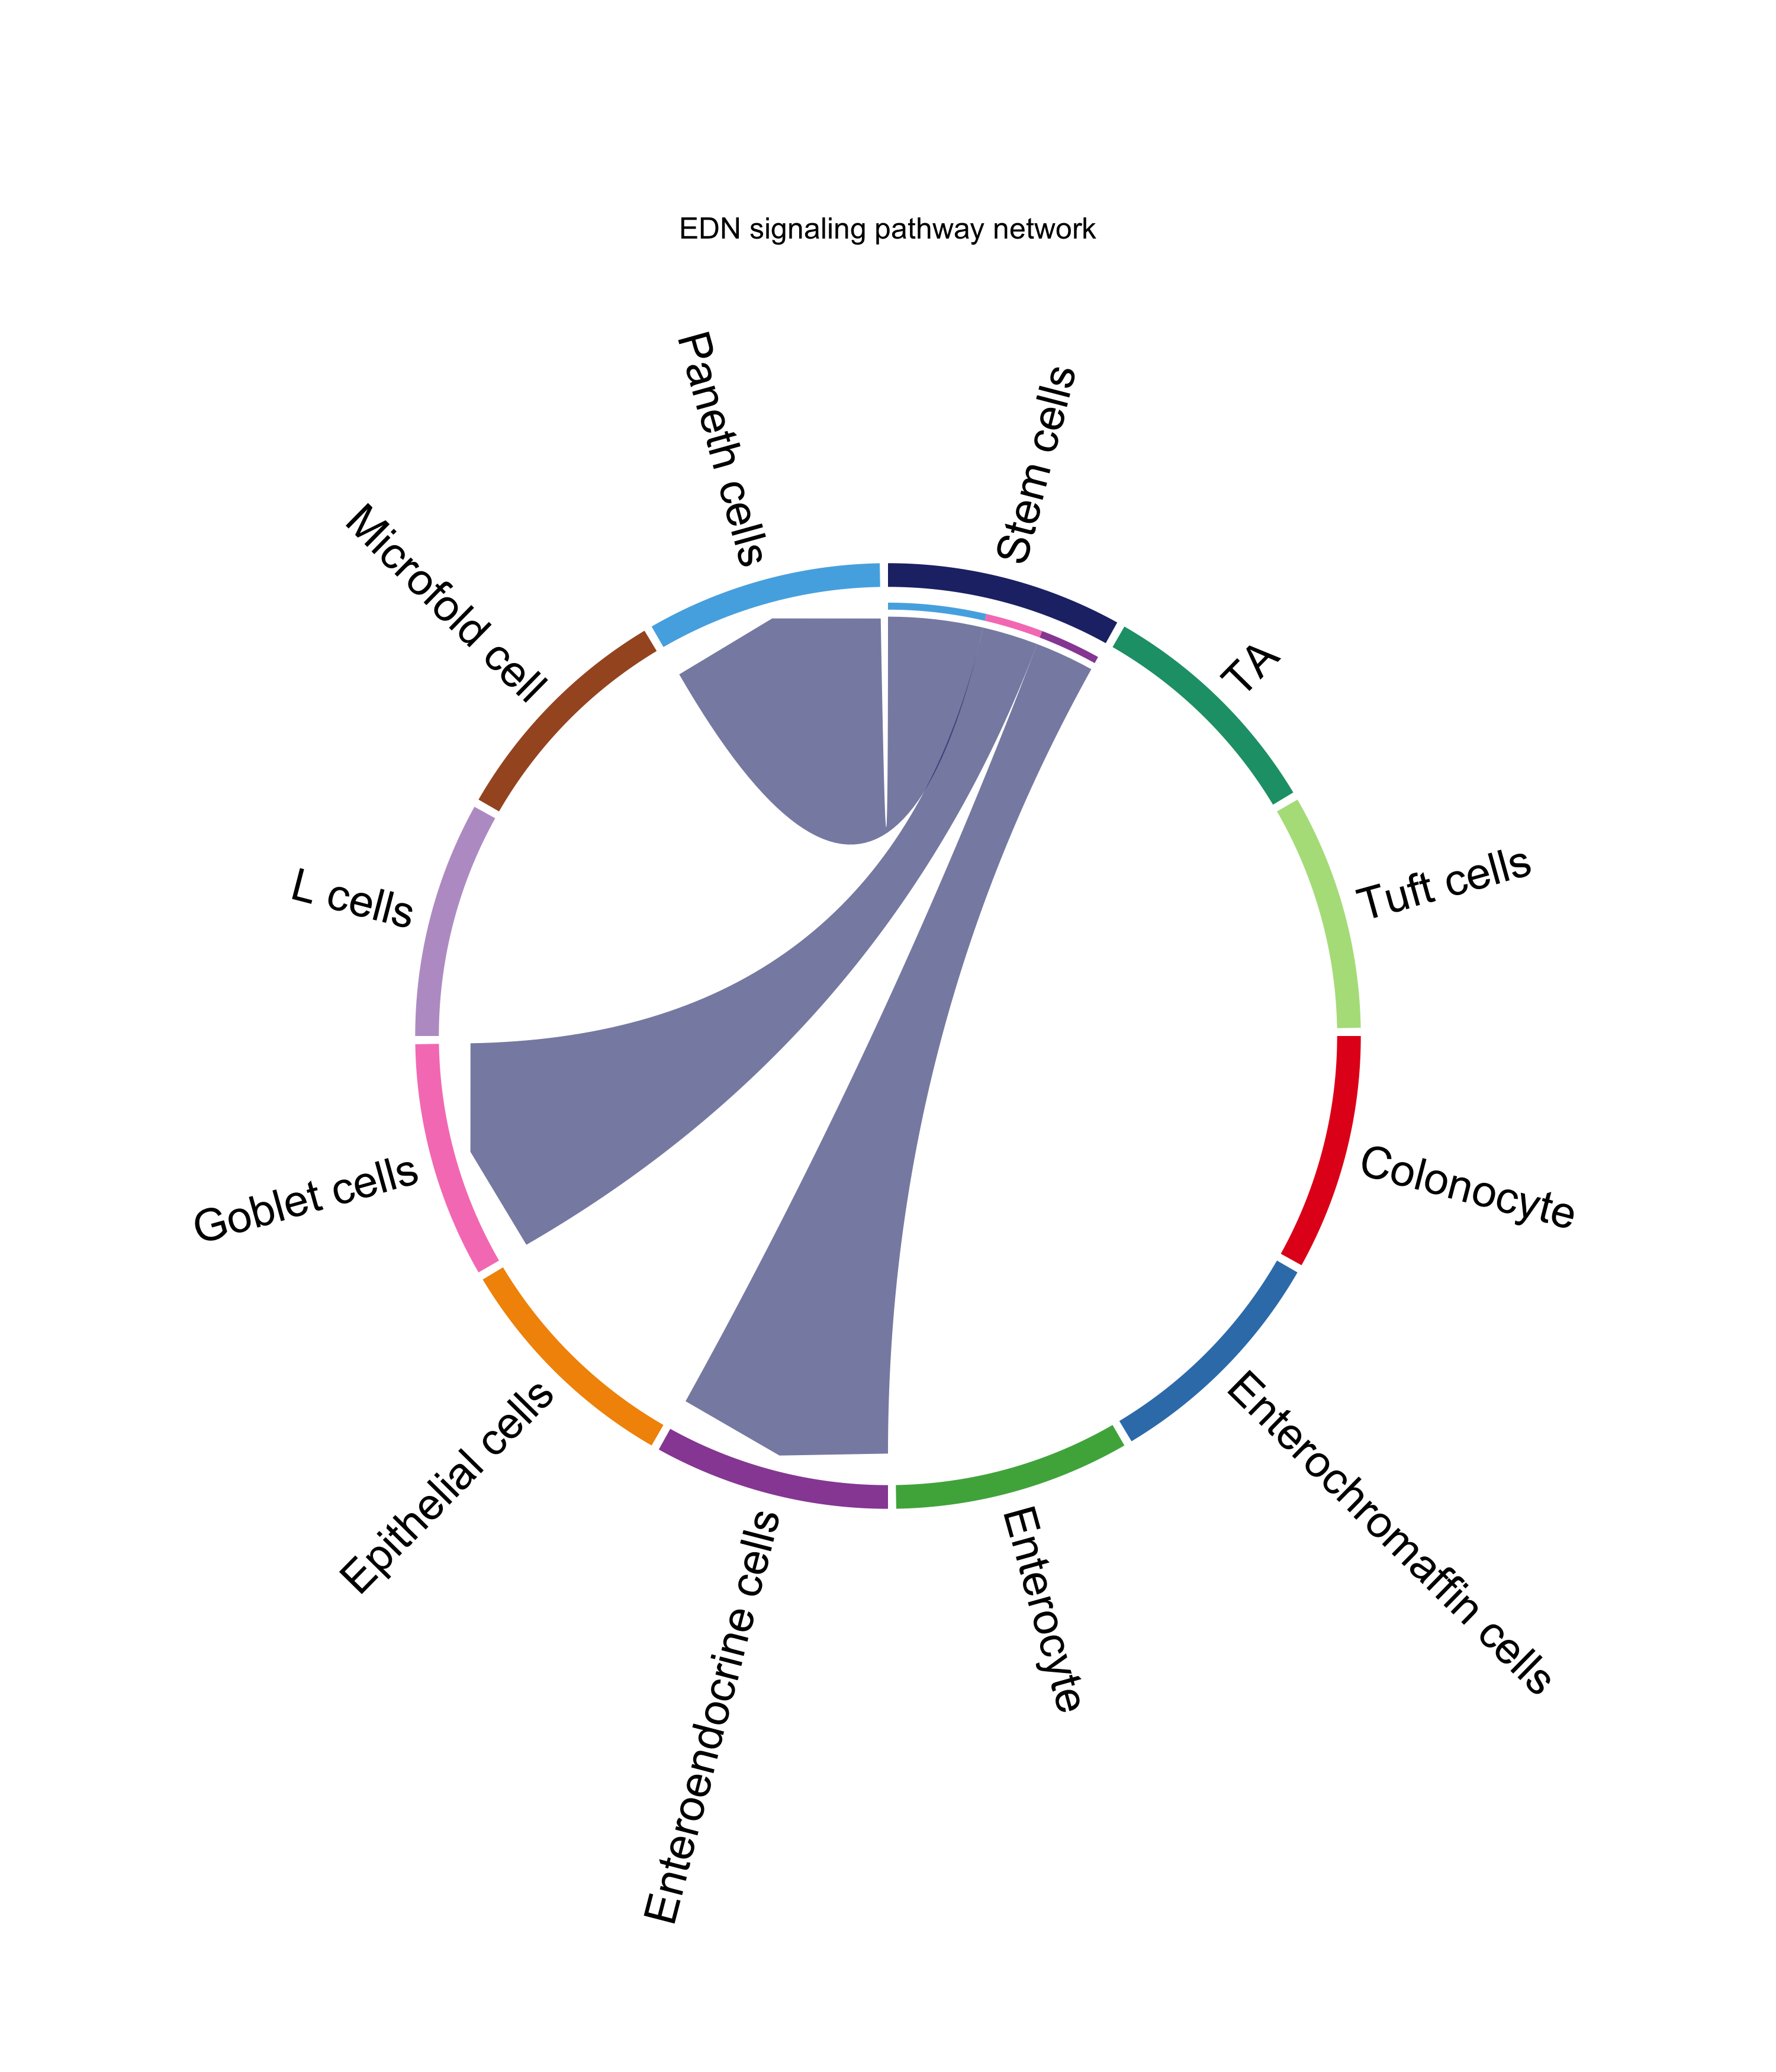 EDN signaling pathway network
Paneth cells
Stem cells
Microfold cell
TA
L cells
Tuft cells
Goblet cells
Colonocyte
Epithelial cells
Enterochromaffin cells
Enteroendocrine cells
Enterocyte